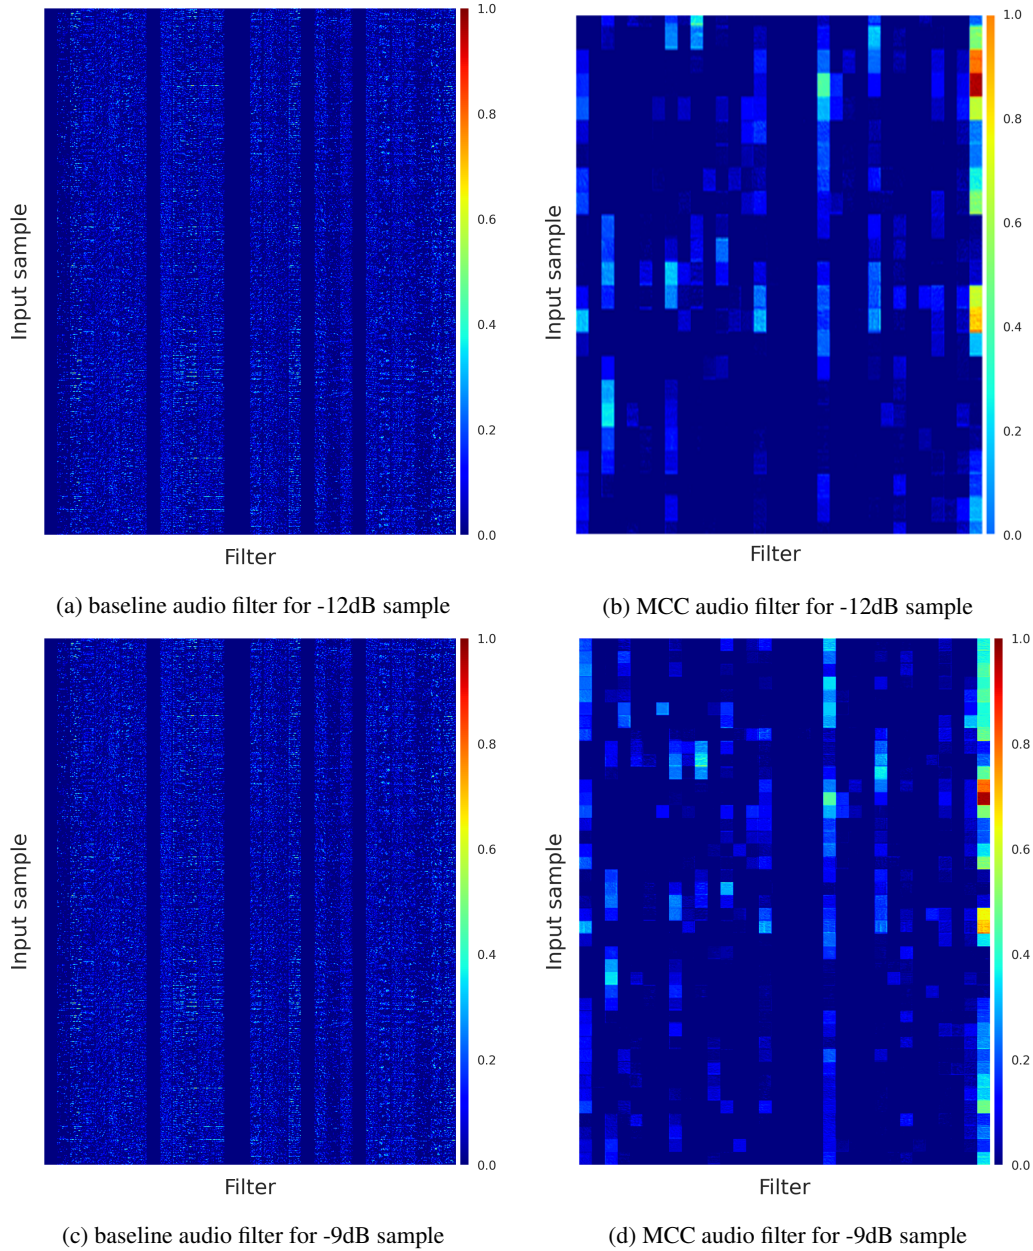 1.0
0.8
0.6
0.4
0.2
0.0
Input sample
Filter
(a) baseline audio filter for -12dB sample
1.0
0.8
0.6
0.4
0.2
0.0
Input sample
Filter
(b) MCC audio filter for -12dB sample
1.0
0.8
0.6
0.4
0.2
0.0
Input sample
Filter
(c) baseline audio filter for -9dB sample
1.0
0.8
0.6
0.4
0.2
0.0
Input sample
Filter
(d) MCC audio filter for -9dB sample